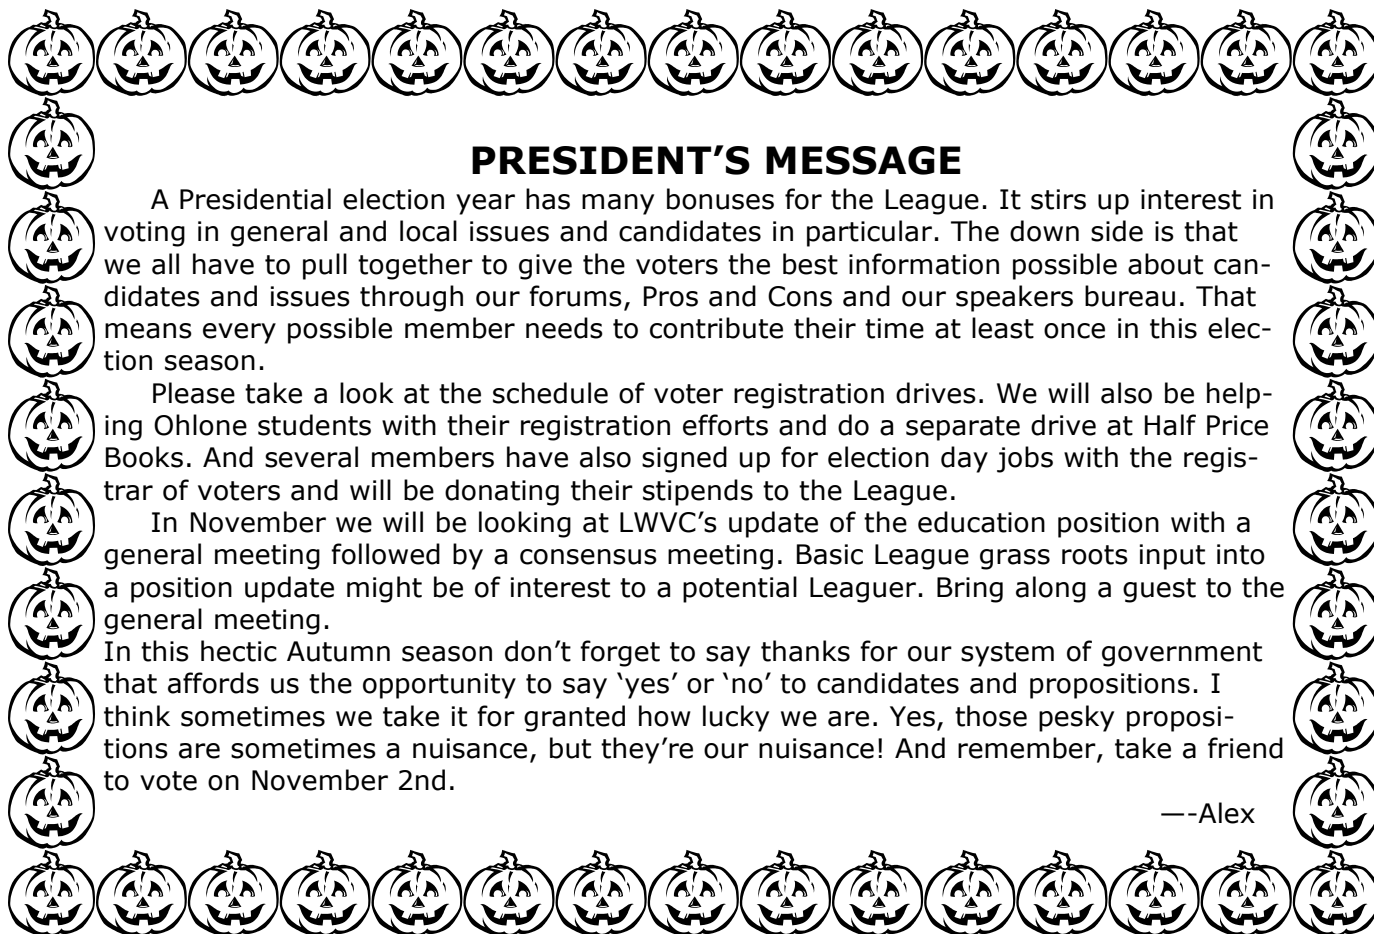 PRESIDENT’S MESSAGE
A Presidential election year has many bonuses for the League. It stirs up interest in
voting in general and local issues and candidates in particular. The down side is that
we all have to pull together to give the voters the best information possible about can-
didates and issues through our forums, Pros and Cons and our speakers bureau. That
means every possible member needs to contribute their time at least once in this elec-
tion season.
Please take a look at the schedule of voter registration drives. We will also be help-
ing Ohlone students with their registration efforts and do a separate drive at Half Price
Books. And several members have also signed up for election day jobs with the regis-
trar of voters and will be donating their stipends to the League.
In November we will be looking at LWVC’s update of the education position with a
general meeting followed by a consensus meeting. Basic League grass roots input into
a position update might be of interest to a potential Leaguer. Bring along a guest to the
general meeting.
In this hectic Autumn season don’t forget to say thanks for our system of government
that affords us the opportunity to say ‘yes’ or ‘no’ to candidates and propositions. I
think sometimes we take it for granted how lucky we are. Yes, those pesky proposi-
tions are sometimes a nuisance, but they’re our nuisance! And remember, take a friend
to vote on November 2nd.
—-Alex